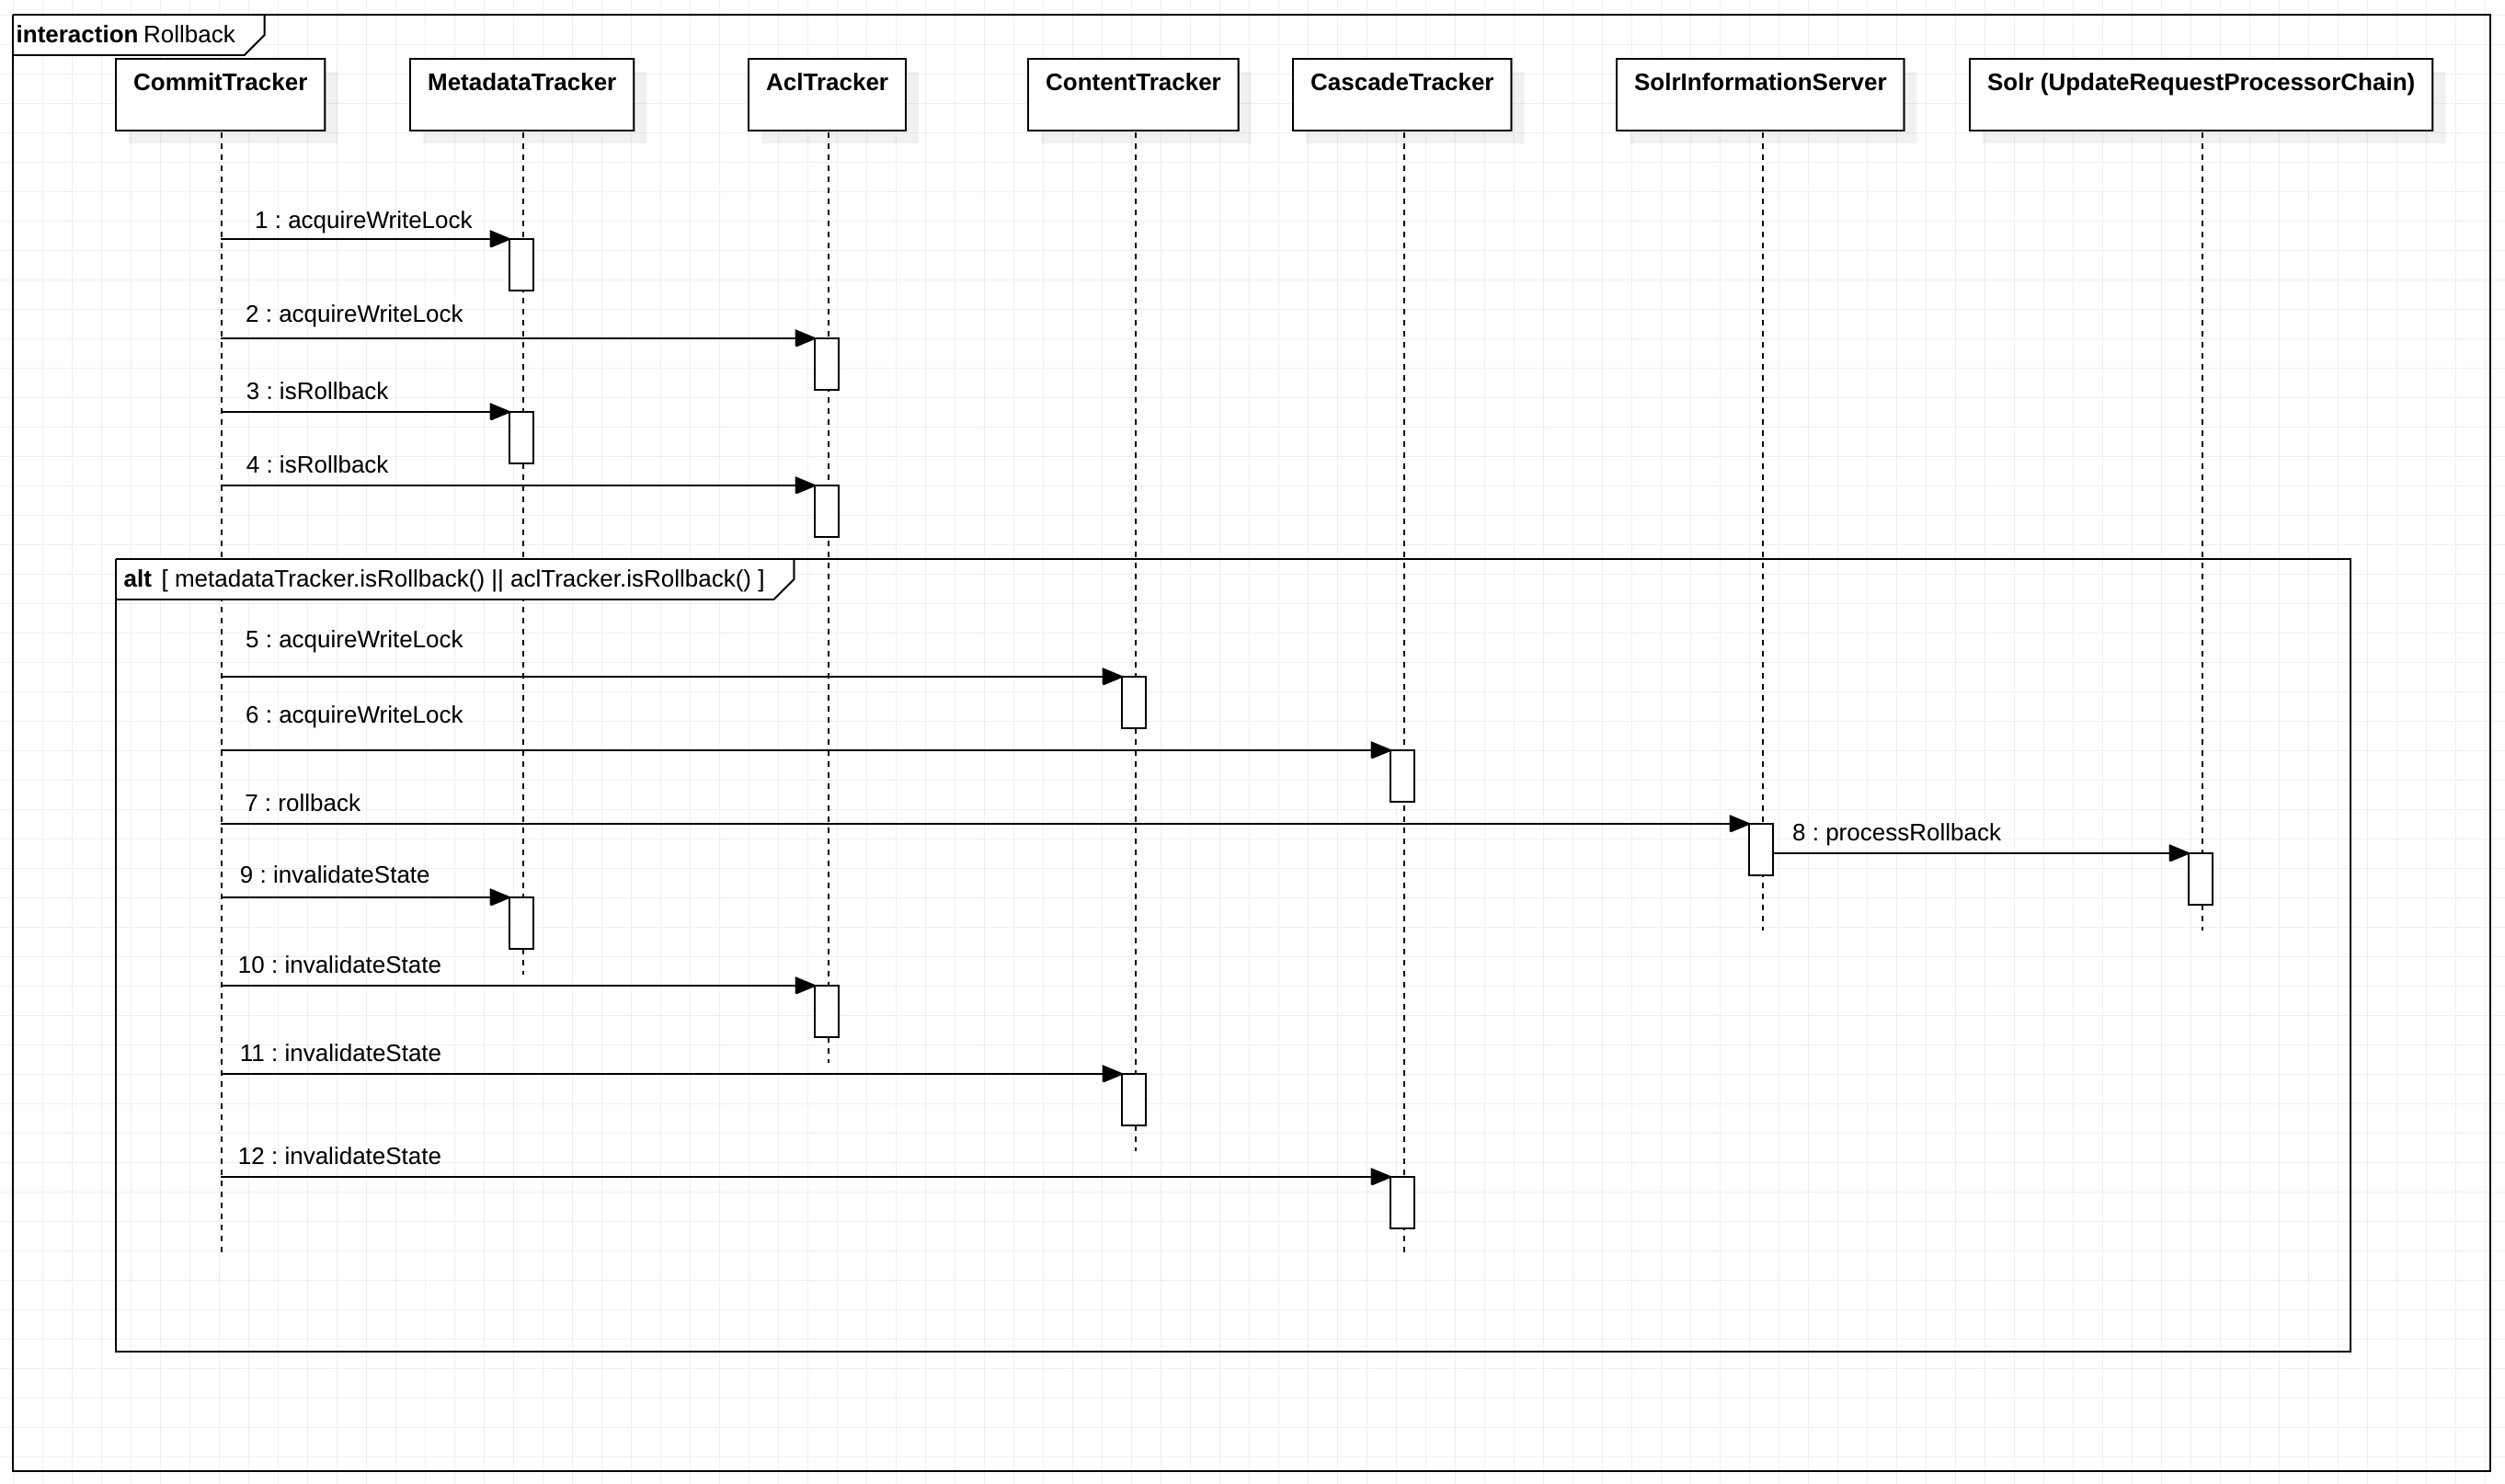 interaction Rollback
CommitTracker
MetadataTracker
AclTracker
ContentTracker
CascadeTracker
SolrInformationServer
Solr (UpdateRequestProcessorChain)
1 : acquireWriteLock
2 : acquireWriteLock
3 : isRollback
4 : isRollback
alt [ metadataTracker.isRollback() || aclTracker.isRollback() ]
5 : acquireWriteLock
6 : acquireWriteLock
7 : rollback
8 : processRollback
9 : invalidateState
10 : invalidateState
11 : invalidateState
12 : invalidateState